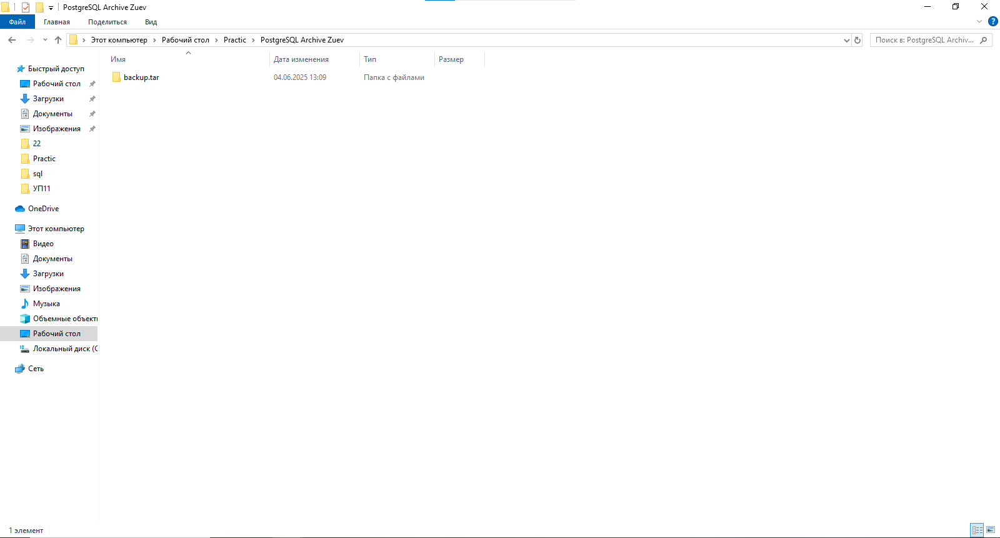 PostgreSQL Archive Zuev
Файл Главная Поделиться Вид
Этот компьютер Рабочий стол Practic PostgreSQL Archive Zuev
Поиск в: PostgreSQL Archiv...
Имя Дата изменения Тип Размер
backup.tar 04.06.2025 13:09 Папка с файлами
Быстрый доступ
Рабочий стол
Загрузки
Документы
Изображения
22
Practic
sql
УП11
OneDrive
Этот компьютер
Видео
Документы
Загрузки
Изображения
Музыка
Объемные объекты
Рабочий стол
Локальный диск (C
Сеть
1 элемент